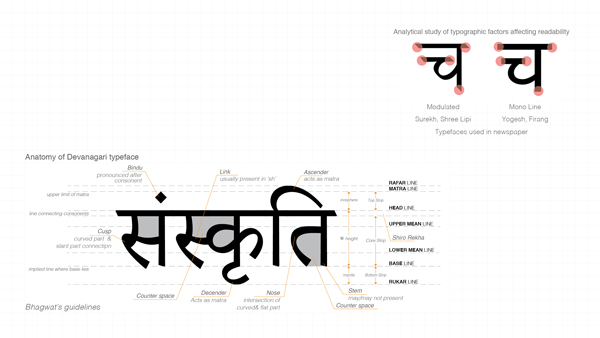 Analytical study of typographic factors affecting readability
च
च
Modulated
Mono Line
Surekh, Shree Lipi
Yogesh, Firang
Typefaces used in newspaper
Anatomy of Devanagari typeface
Bindu
pronounced after
consonent
Link
usually present in 'sh'
Ascender
acts as matra
RAFAR LINE
MATRA LINE
upper limit of matra
Top Strip
HEAD LINE
line connecting consonents
UPPER MEAN LINE
Shiro Rekha
Cusp
curved part &
slant part connection
संस्कृति
height
Core Strip
LOWER MEAN LINE
BASE LINE
implied line where base lies
Bottom Strip
RUKAR LINE
Counter space
Decender
Acts as matra
Nose
intersection of
curved& flat part
Stem
may/may not present
Counter space
Bhagwat's guidelines